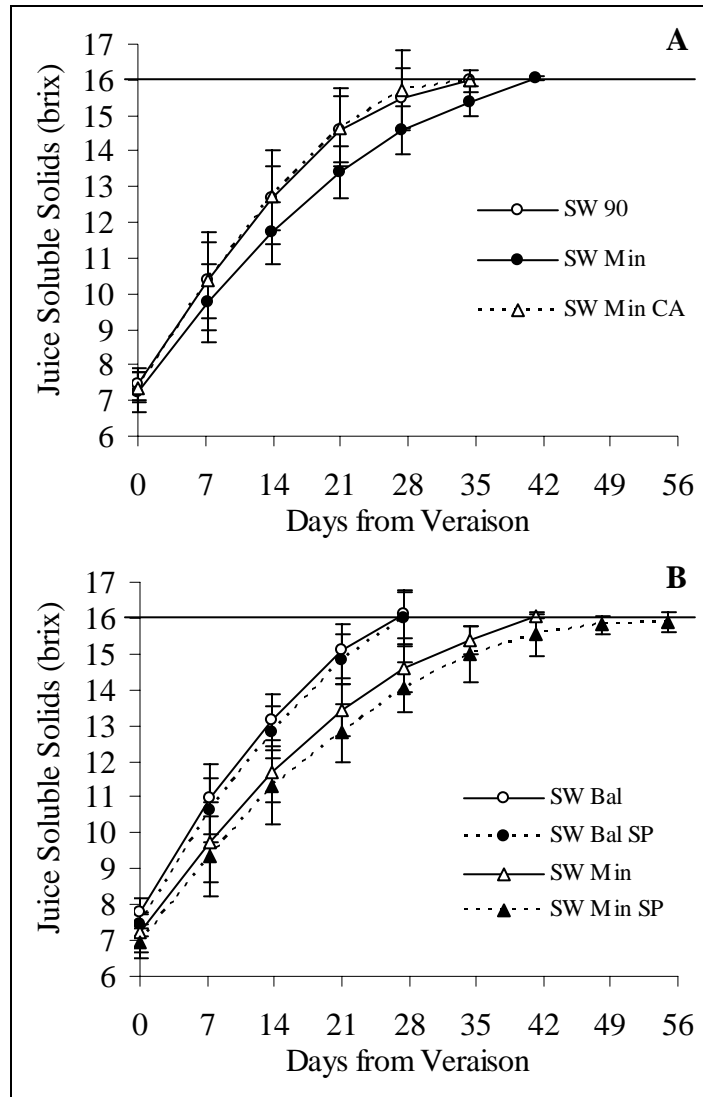 A
Juice Soluble Solids (brix)
17
16
15
14
13
12
11
10
9
8
7
6
SW 90
SW Min
SW Min CA
0 7 14 21 28 35 42 49 56
Days from Veraison
B
Juice Soluble Solids (brix)
17
16
15
14
13
12
11
10
9
8
7
6
SW Bal
SW Bal SP
SW Min
SW Min SP
0 7 14 21 28 35 42 49 56
Days from Veraison